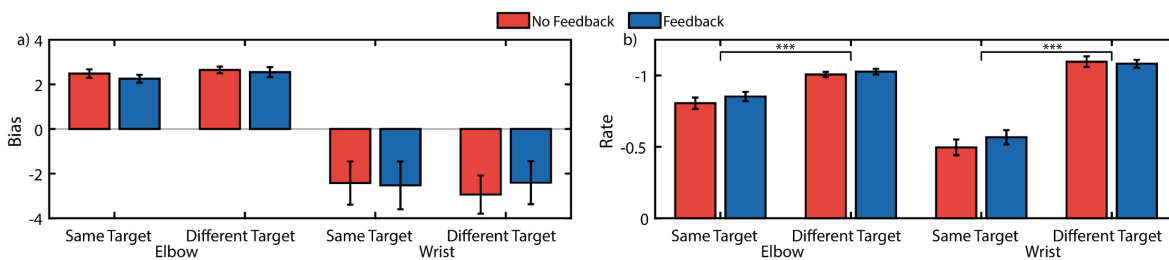 No Feedback Feedback
a)
4
2
0
-2
-4
Bias
Same Target Different Target Same Target Different Target
Elbow Wrist
b)
***
***
-1
-0.5
0
Rate
Same Target Different Target Same Target Different Target
Elbow Wrist